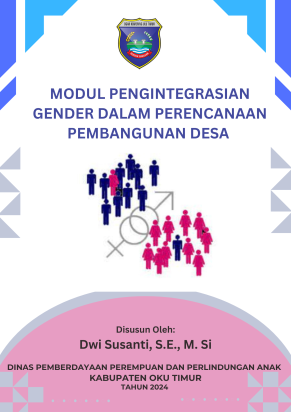 MODUL PENGINTEGRASIAN
GENDER DALAM PERENCANAAN
PEMBANGUNAN DESA
Disusun Oleh:
Dwi Susanti, S.E., M. Si
DINAS PEMBERDAYAAN PEREMPUAN DAN PERLINDUNGAN ANAK
KABUPATEN OKU TIMUR
TAHUN 2024